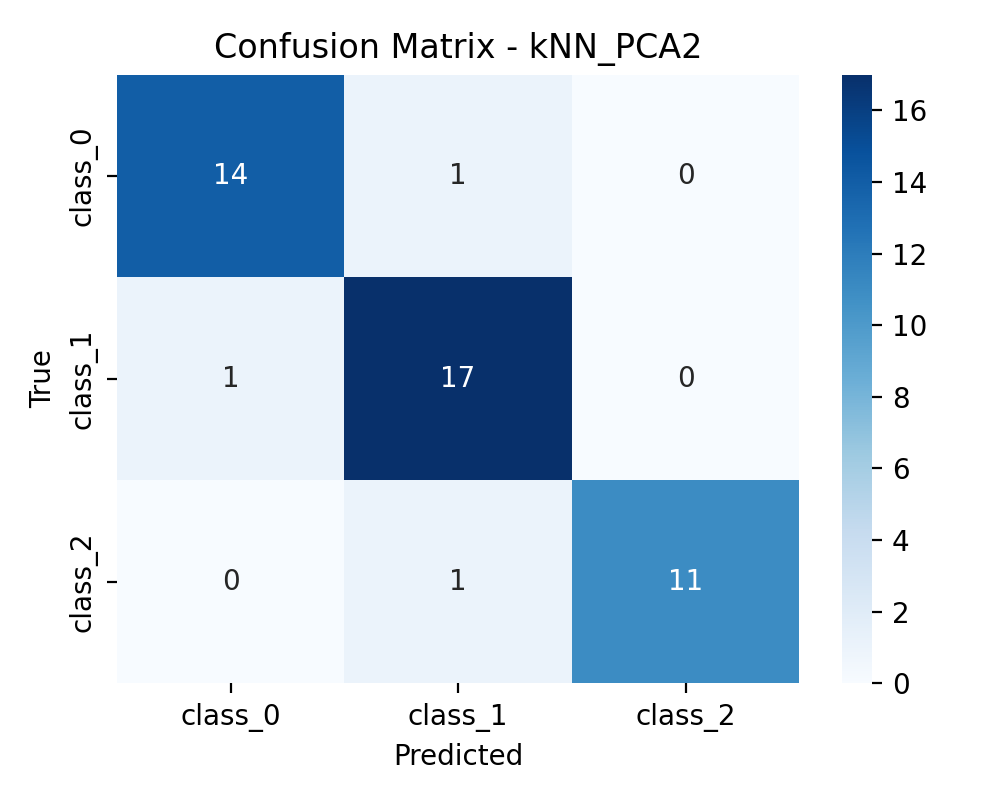 Confusion Matrix - kNN_PCA2
True
class_0
14
1
0
class_1
1
17
0
class_2
0
1
11
class_0
class_1
class_2
Predicted
16
14
12
10
8
6
4
2
0